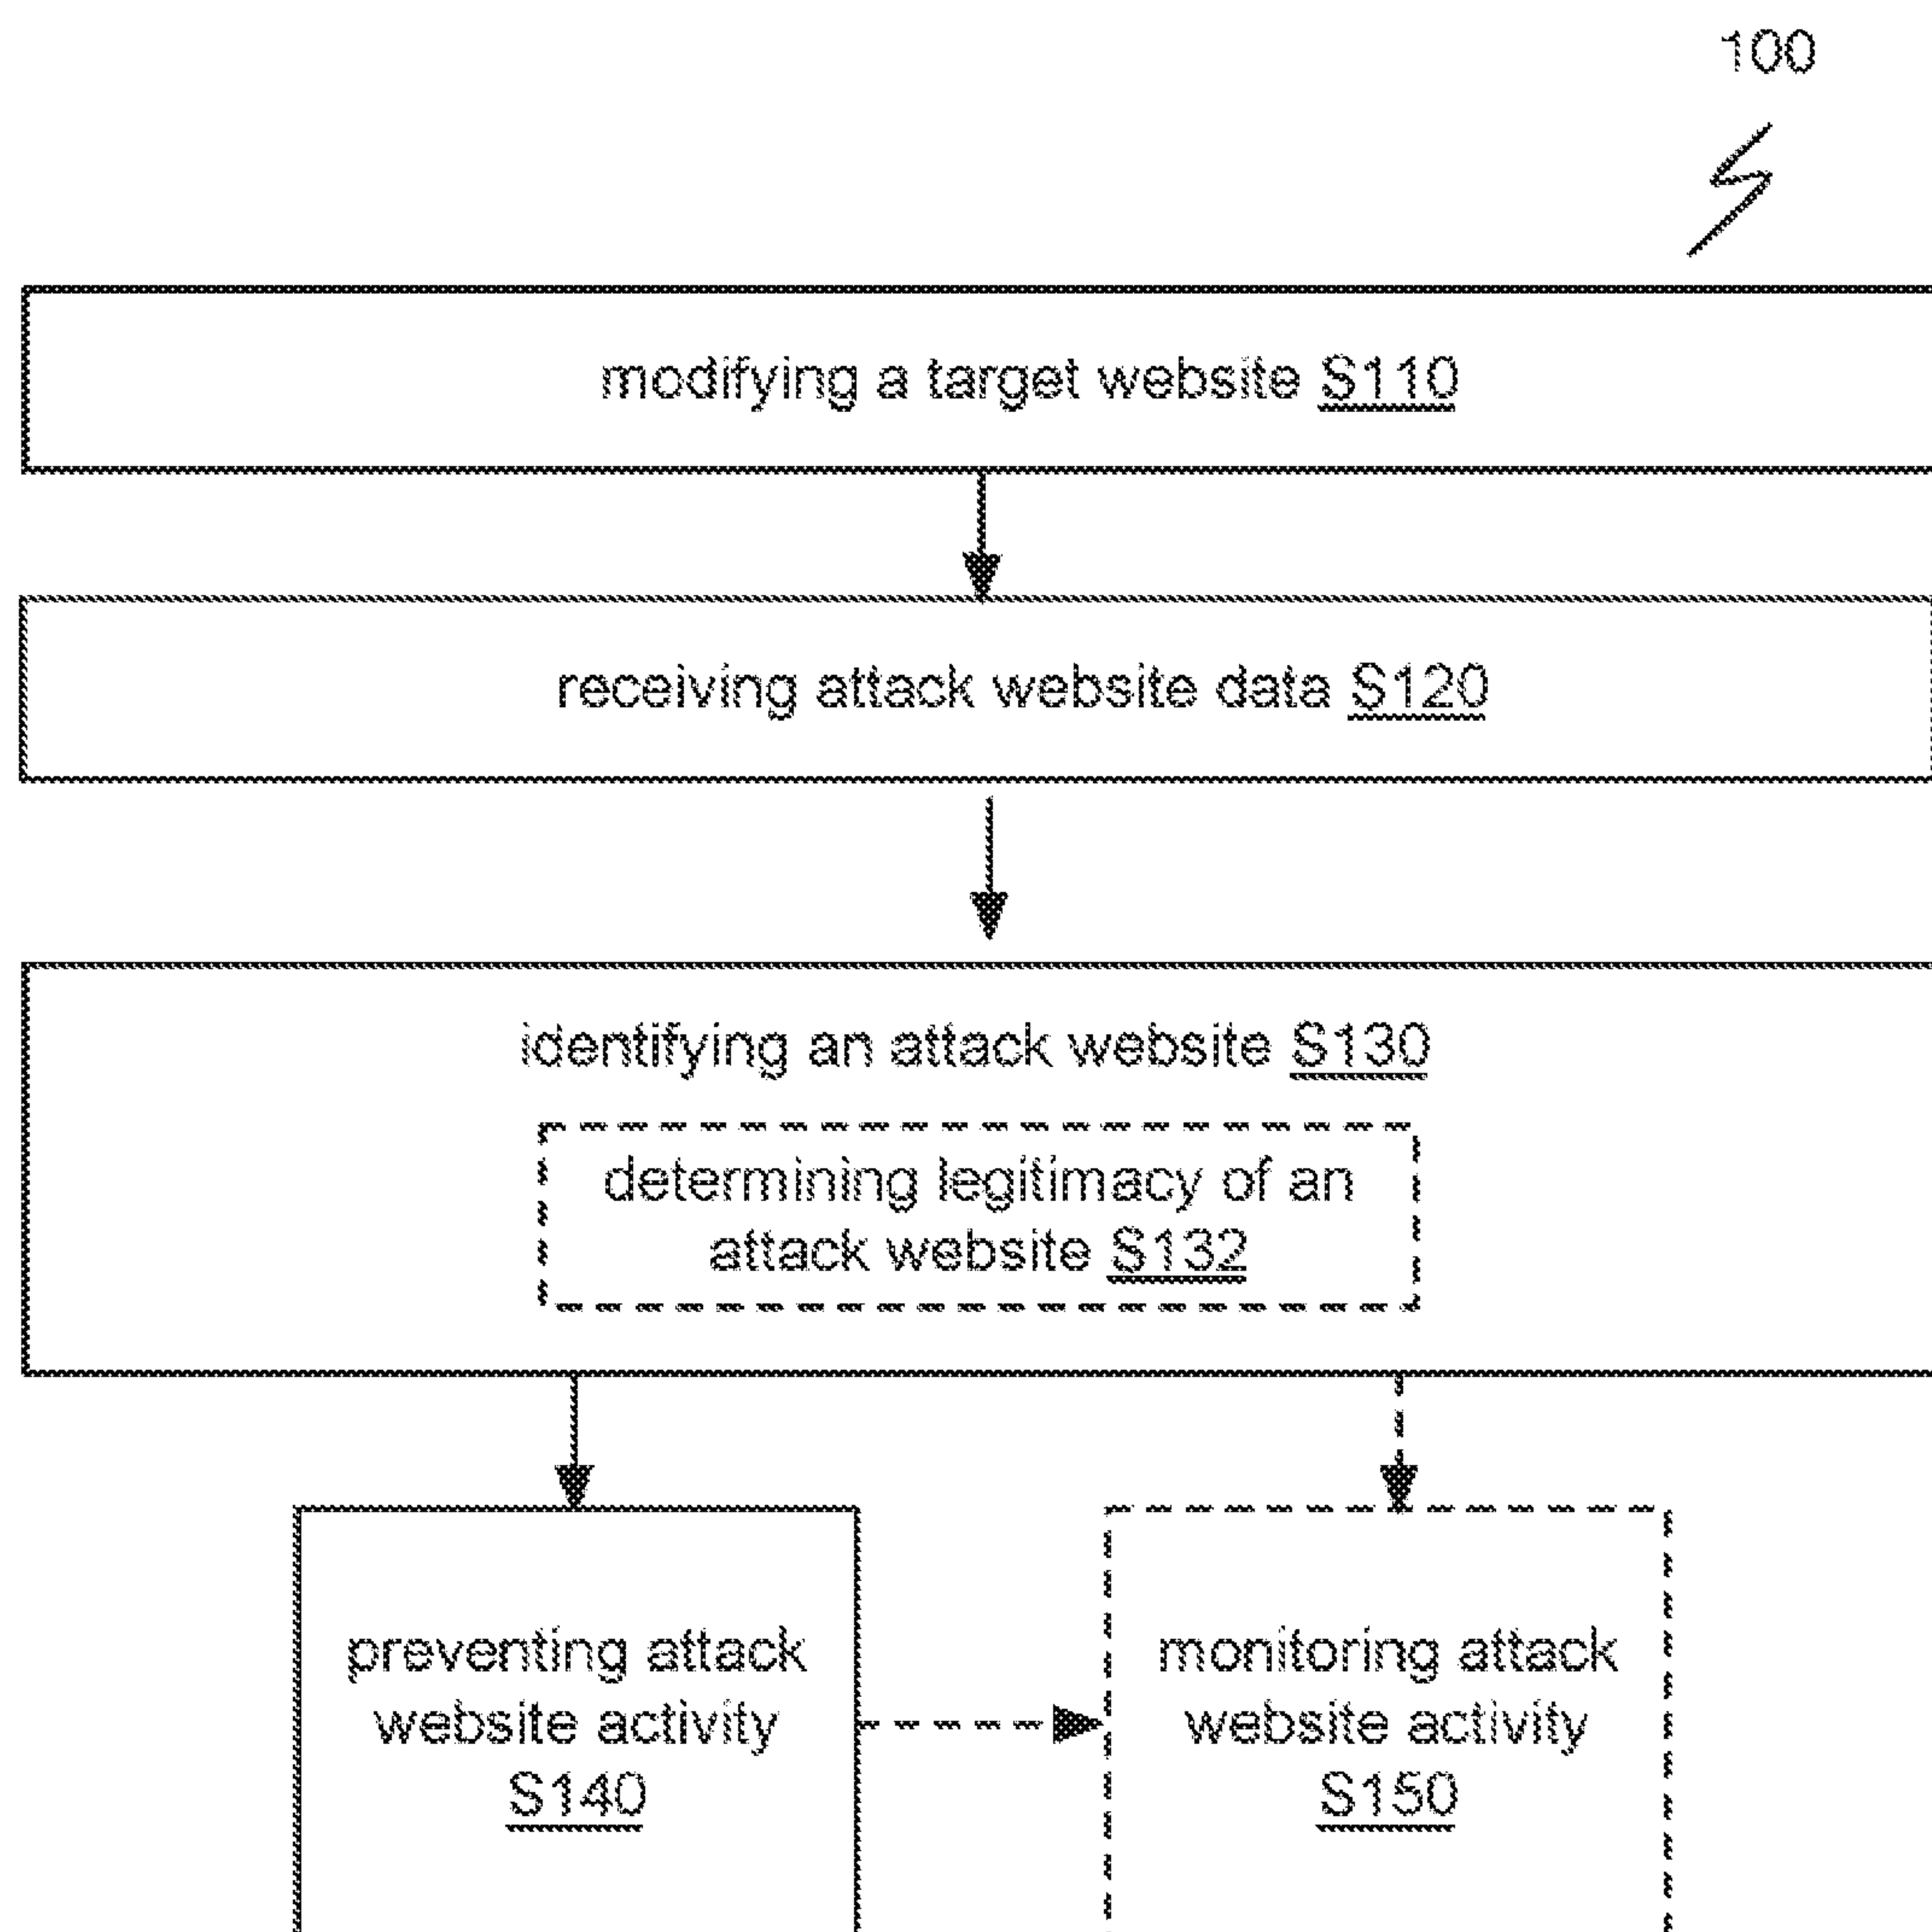 100
modifying a target website S110
receiving attack website data S120
identifying an attack website S130
determining legitimacy of an
attack website S132
preventing attack
website activity
S140
monitoring attack
website activity
S150